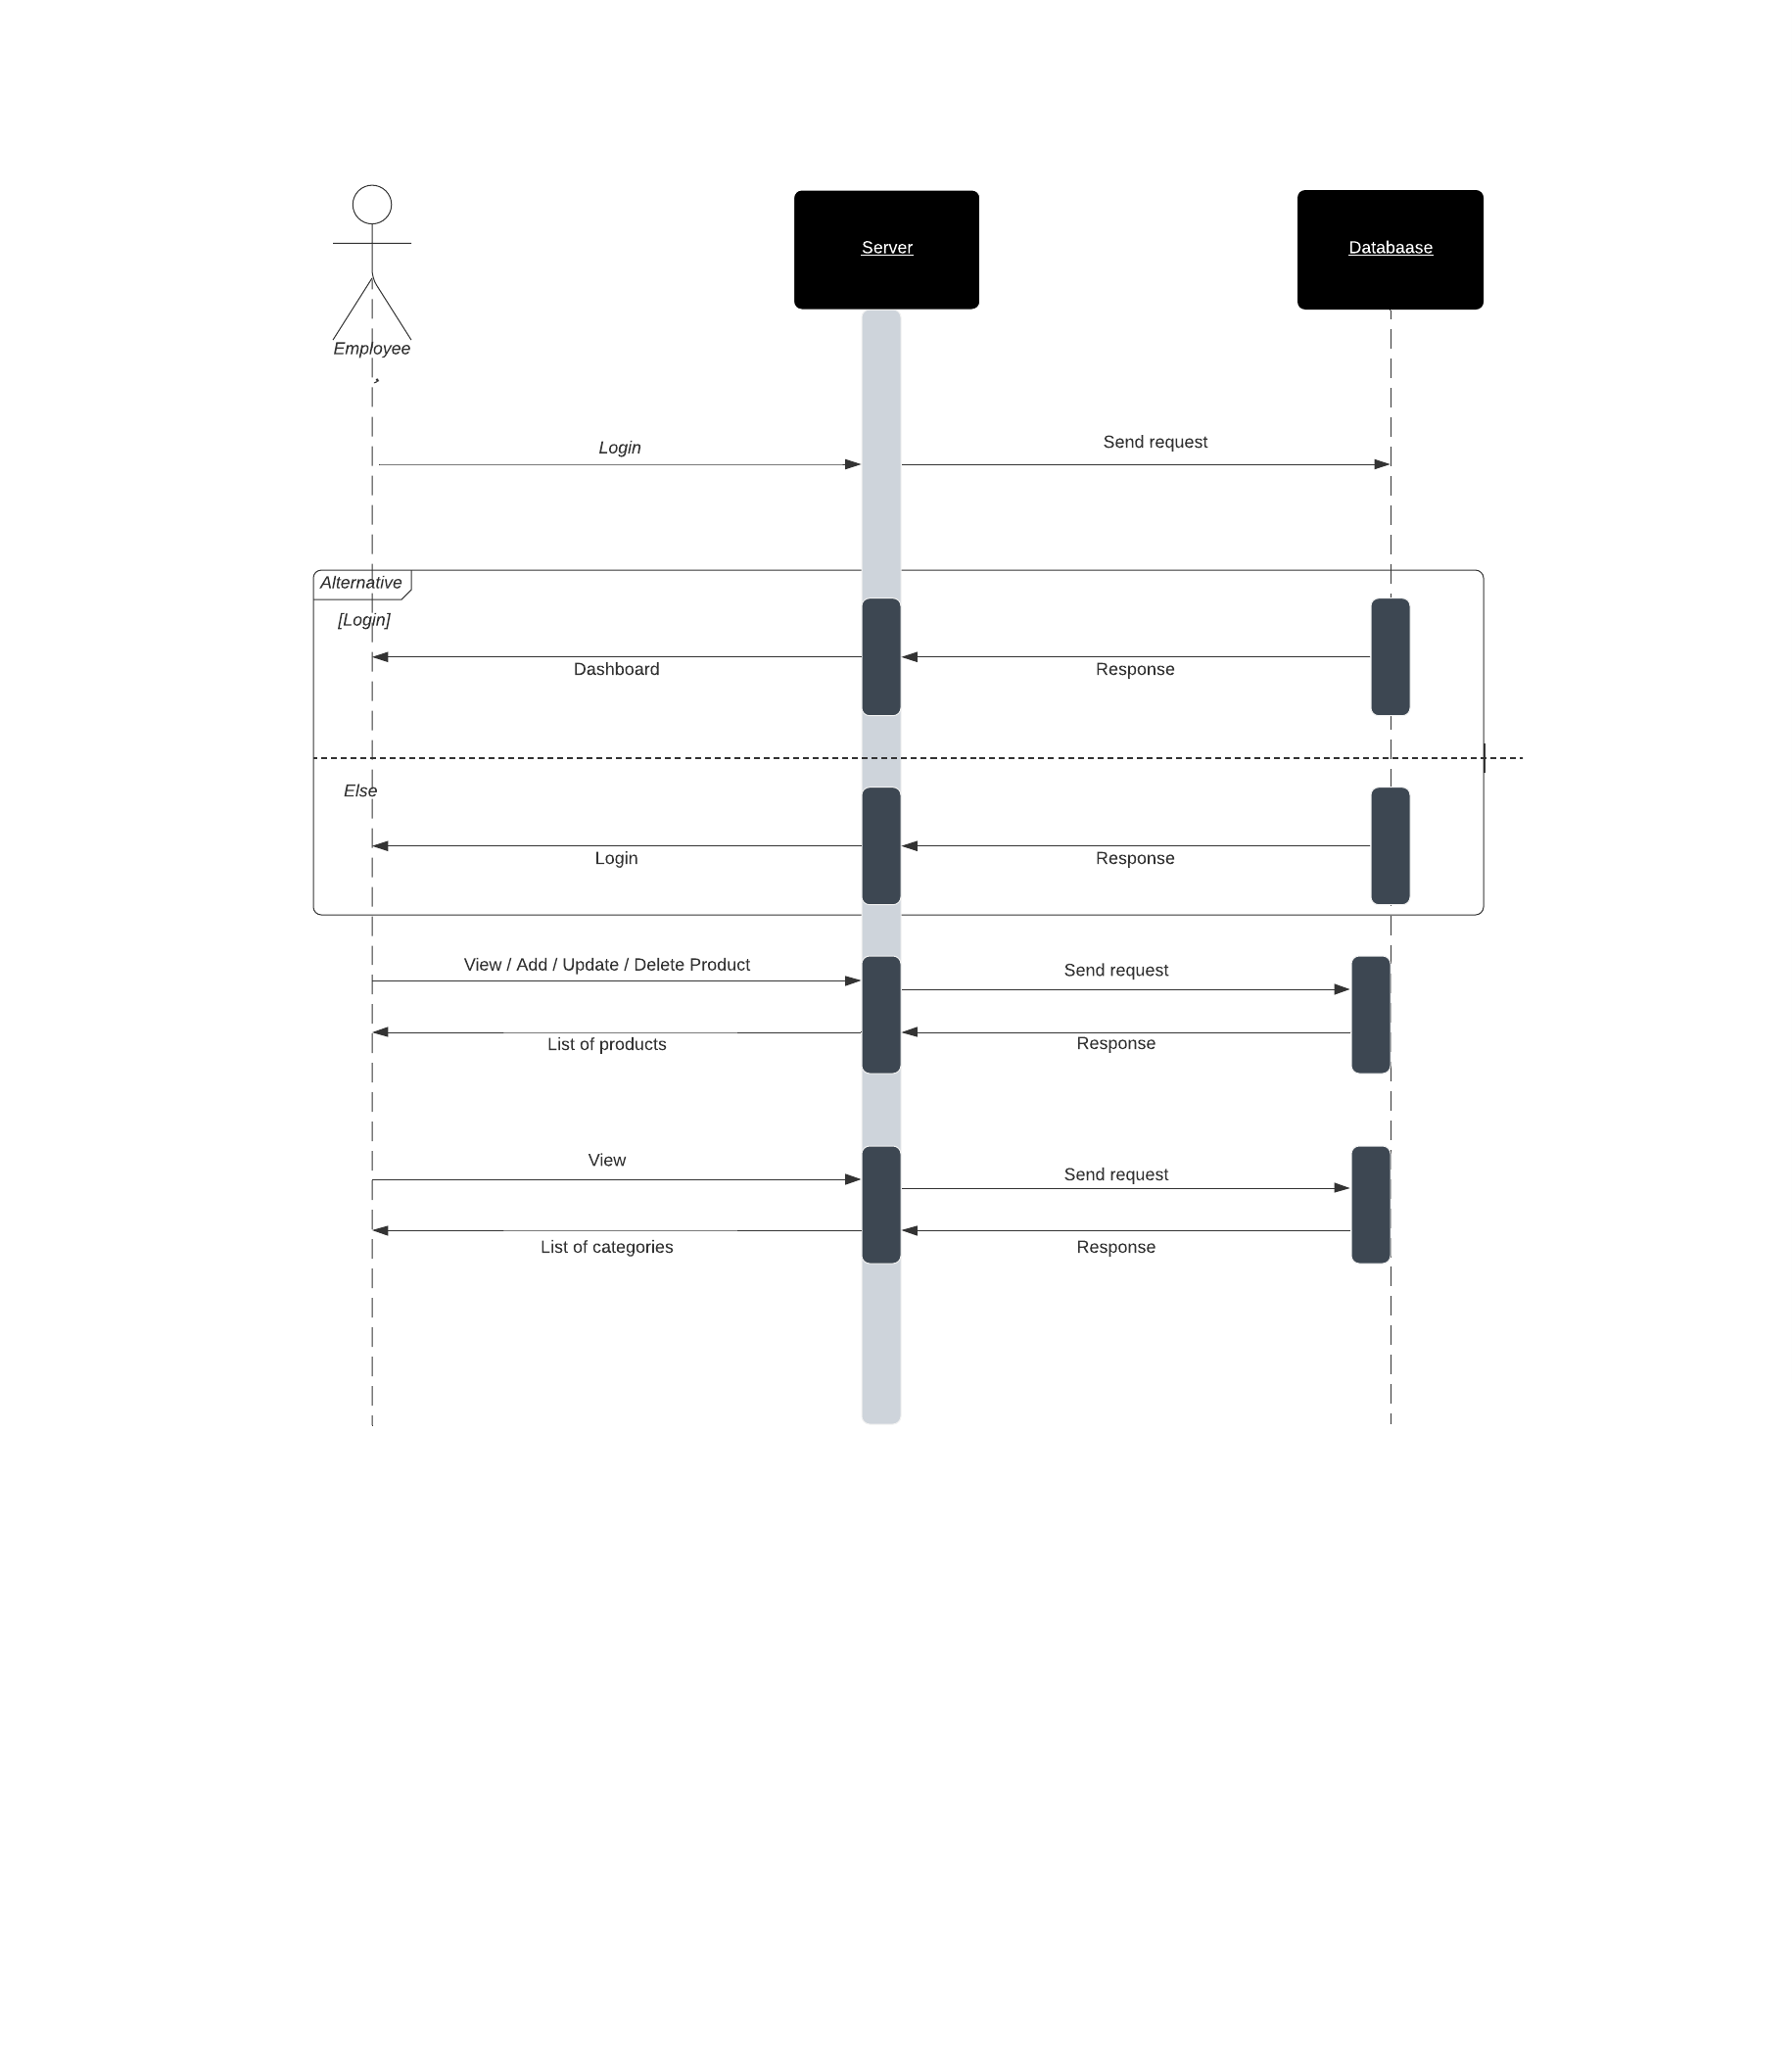 Server
Databaase
Employee
,
Login
Send request
Alternative
[Login]
Dashboard
Response
Else
Login
Response
View / Add / Update / Delete Product
Send request
List of products
Response
View
Send request
List of categories
Response